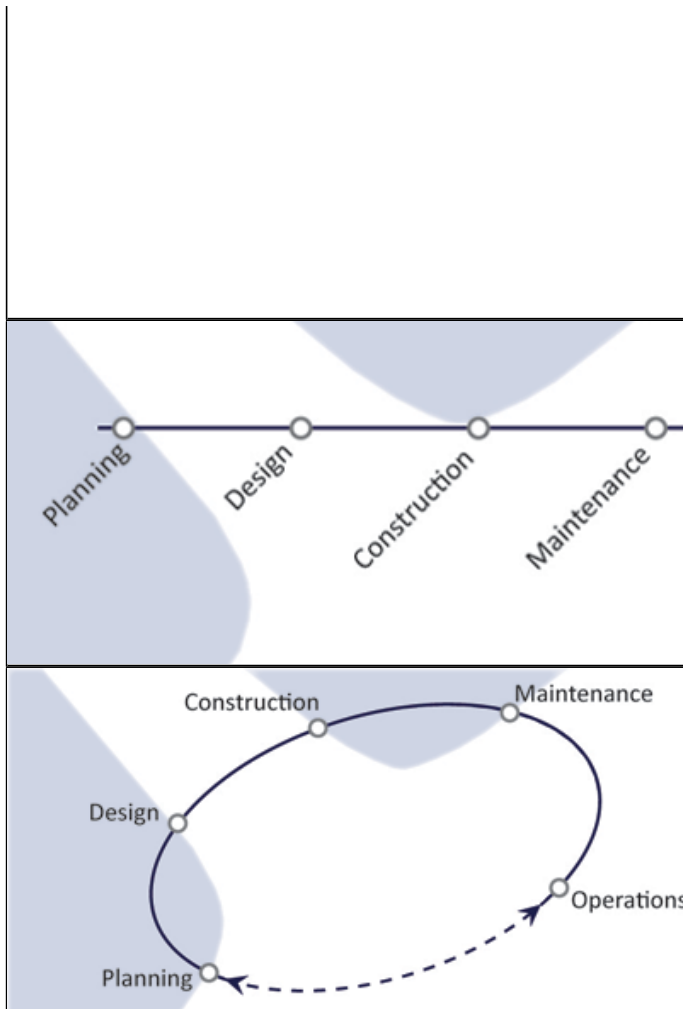 Planning
Design
Construction
Maintenance
Construction
Maintenance
Design
Operations
Planning